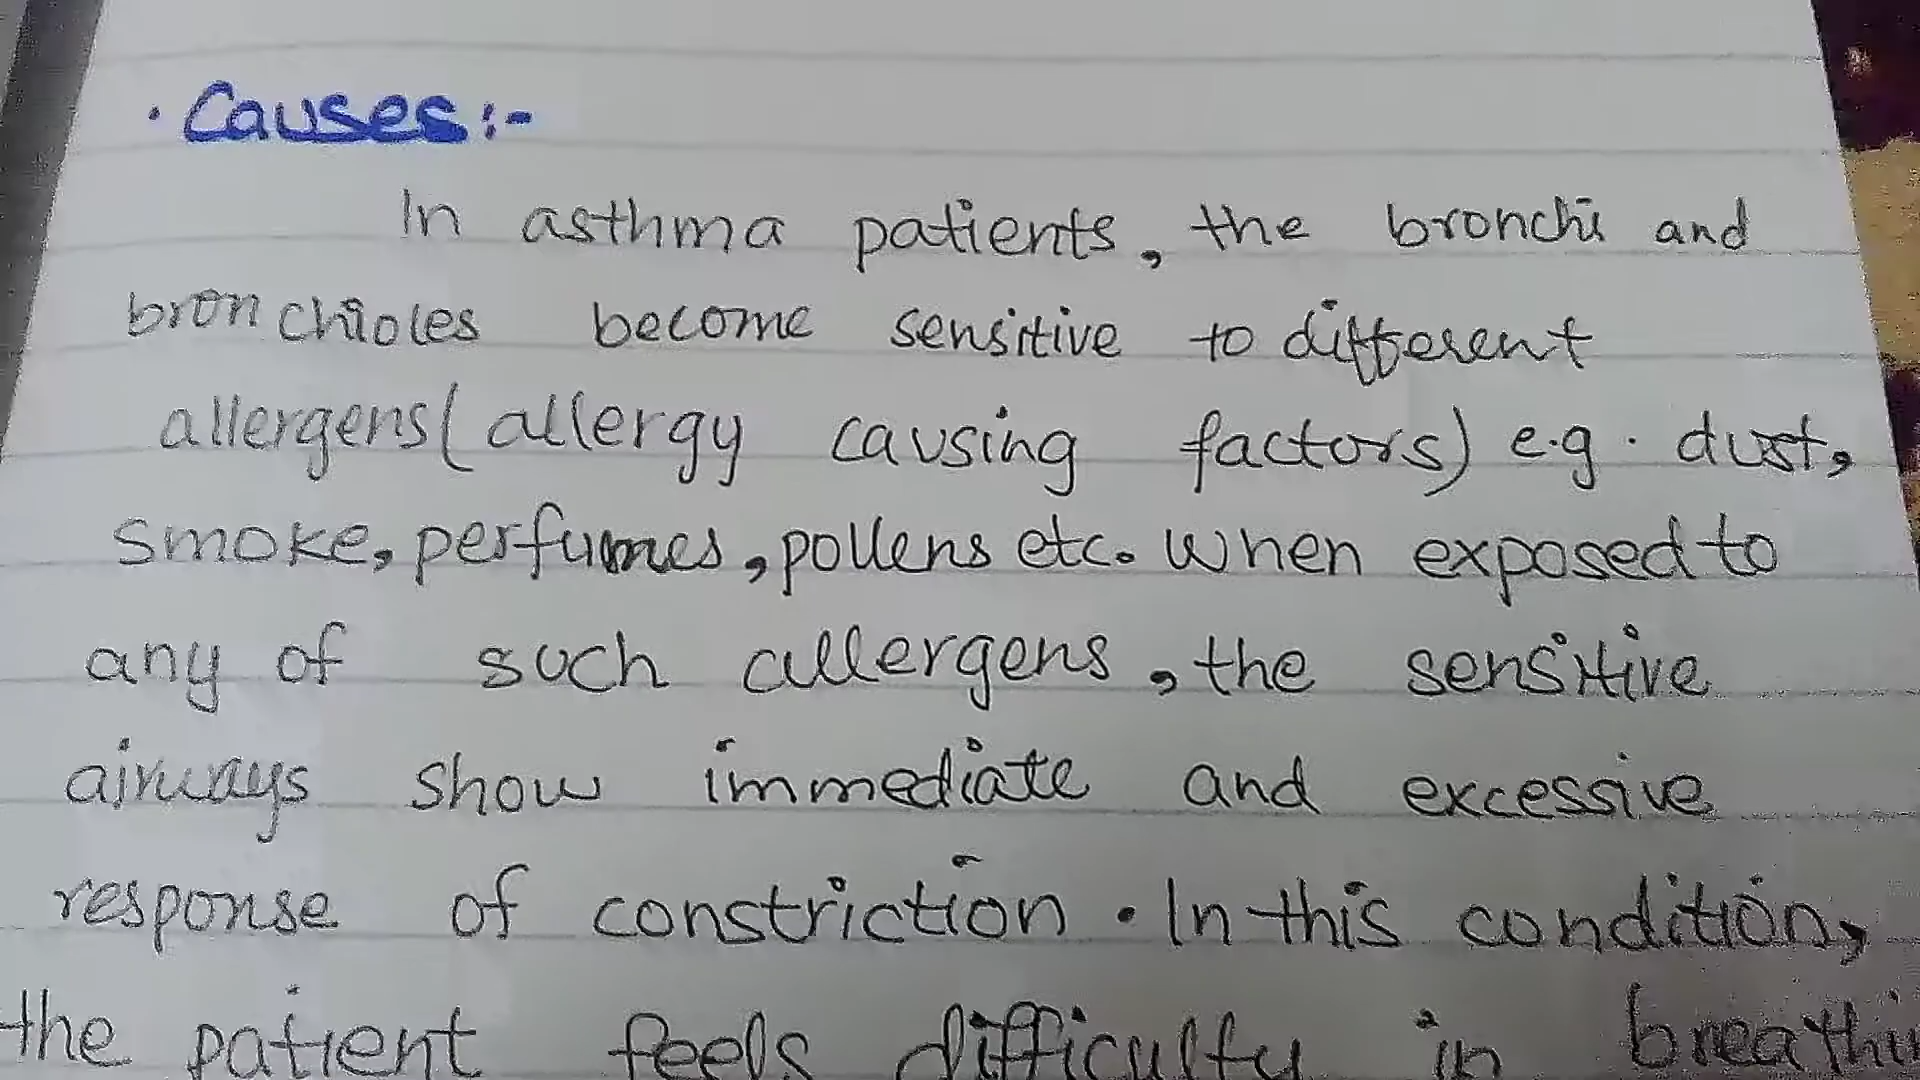 · Causes:-
In asthma patients, the bronchi and
bronchioles become sensitive to different
allergens (allergy causing factors) e.g. dust,
smoke, perfumes, pollens etc. When exposed to
any of such allergens, the sensitive
airways show immediate and excessive
response of constriction. In this condition,
the patient feels difficulty in breathin